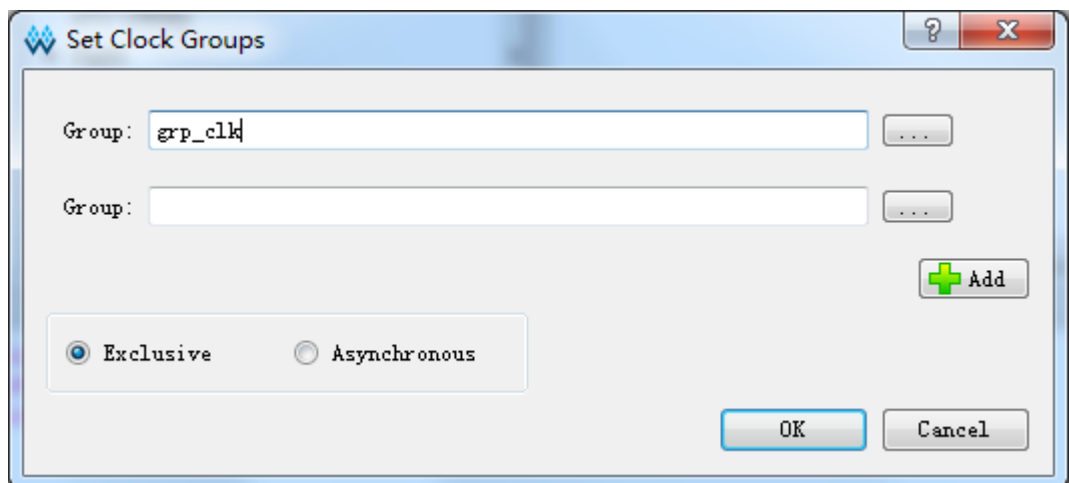 Set Clock Groups
?
Group: grp_clk ...
Group: ...
Add
Exclusive Asynchronous
OK Cancel